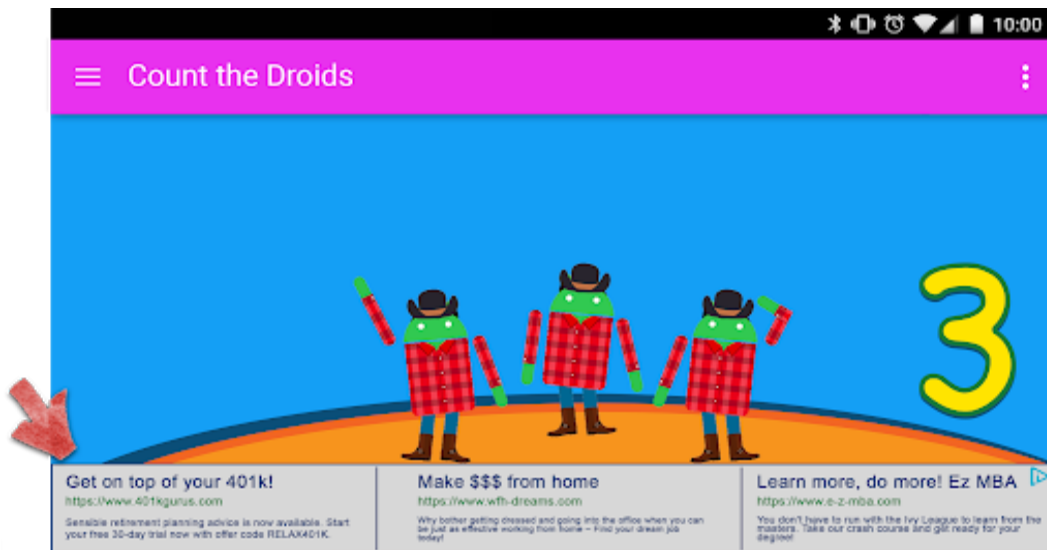 10:00
Count the Droids
3
Get on top of your 401k!
https://www.401kgurus.com
Sensible retirement planning advice is now available. Start
your free 30-day trial now with offer code RELAX401K.
Make $$$ from home
https://www.wfh-dreams.com
Why bother getting dressed and going into the office when you can
be just as effective working from home – Find your dream job
today!
Learn more, do more! Ez MBA
https://www.e-z-mba.com
You don't have to run with the Ivy League to learn from the
masters. Take our crash course and get ready for your
degree!